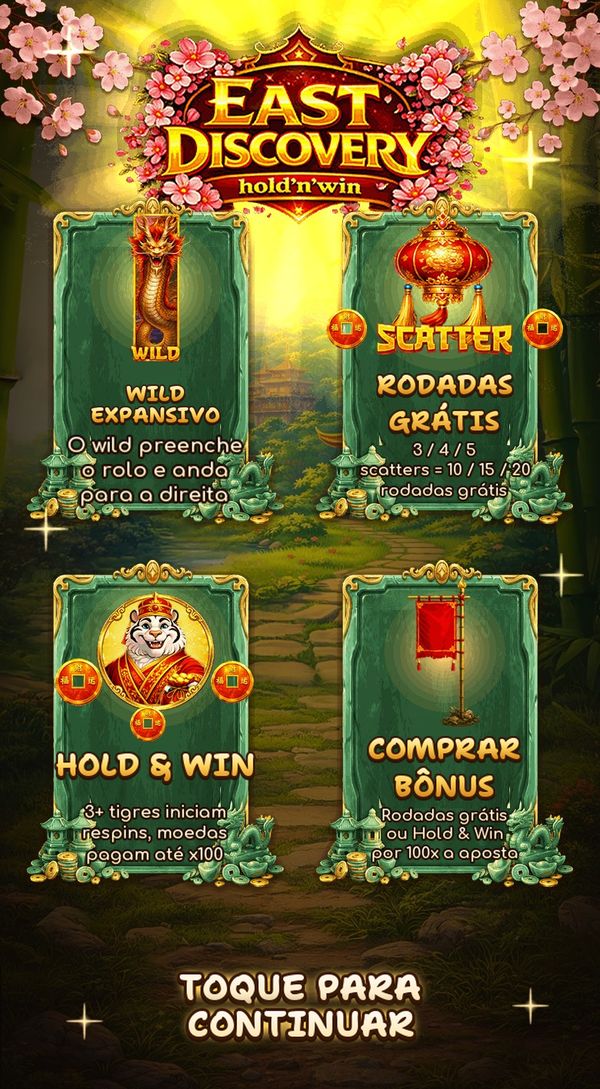 EAST
DISCOVERY
hold'n'win
WILD
WILD
EXPANSIVO
O wild preenche
o rolo e anda
para a direita
SCATTER
RODADAS
GRÁTIS
3 / 4 / 5
scatters = 10 / 15 / 20
rodadas grátis
HOLD & WIN
3+ tigres iniciam
respins, moedas
pagam até x100
COMPRAR
BÔNUS
Rodadas grátis
ou Hold & Win
por 100x a aposta
TOQUE PARA
CONTINUAR